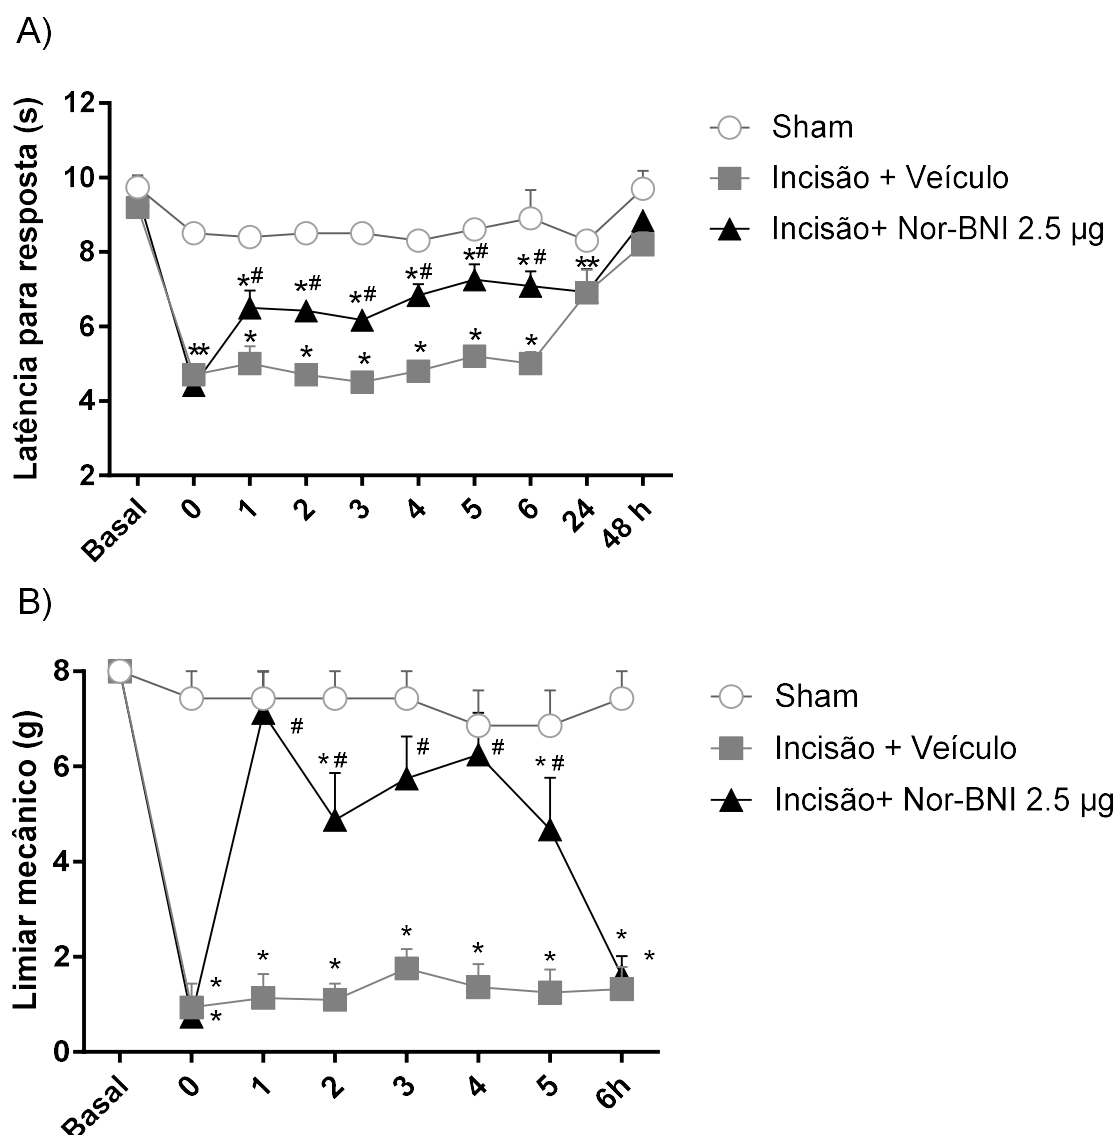 A)
Latência para resposta (s)
12
10
8
6
4
2
Basal 0 1 2 3 4 5 6 24 48 h
** *# *# *# *# *# *# **
* * * * * *
Sham
Incisão + Veículo
Incisão+ Nor-BNI 2.5 µg
B)
Limiar mecânico (g)
8
6
4
2
0
Basal 0 1 2 3 4 5 6h
# *# # # *#
* * * * * * * * *
Sham
Incisão + Veículo
Incisão+ Nor-BNI 2.5 µg